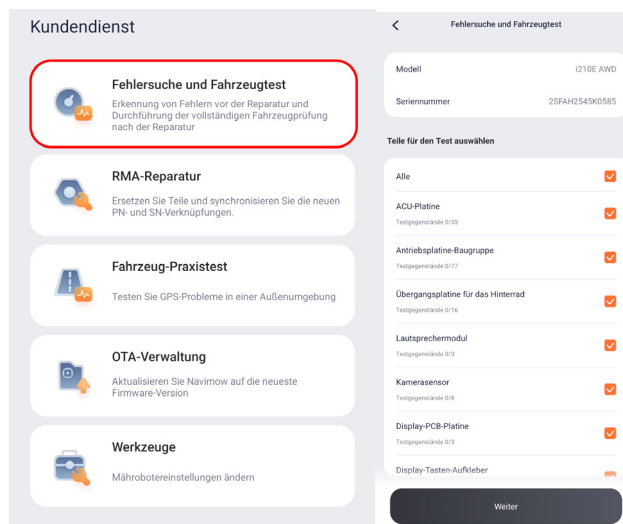 Kundendienst
Fehlersuche und Fahrzeugtest
Erkennung von Fehlern vor der Reparatur und
Durchführung der vollständigen Fahrzeugprüfung
nach der Reparatur
RMA-Reparatur
Ersetzen Sie Teile und synchronisieren Sie die neuen
PN- und SN-Verknüpfungen.
Fahrzeug-Praxistest
Testen Sie GPS-Probleme in einer Außenumgebung
OTA-Verwaltung
Aktualisieren Sie Navimow auf die neueste
Firmware-Version
Werkzeuge
Mährobotereinstellungen ändern
Fehlersuche und Fahrzeugtest
Modell i210E AWD
Seriennummer 2SFAH2545K0585
Teile für den Test auswählen
Alle
ACU-Platine
Testgegenstände 0/35
Antriebsplatine-Baugruppe
Testgegenstände 0/77
Übergangsplatine für das Hinterrad
Testgegenstände 0/16
Lautsprechermodul
Testgegenstände 0/3
Kamerasensor
Testgegenstände 0/8
Display-PCB-Platine
Testgegenstände 0/3
Display-Tasten-Aufkleber
Weiter